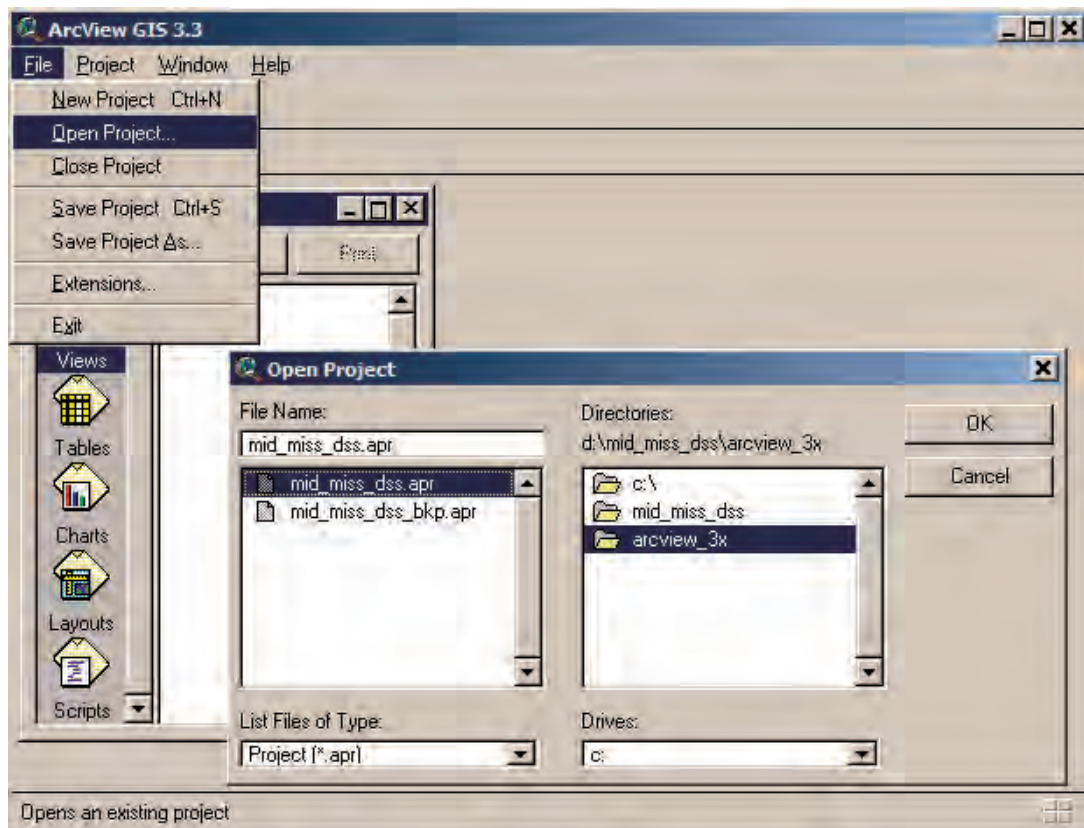 ArcView GIS 3.3
File Project Window Help
New Project Ctrl+N
Open Project...
Close Project
Save Project Ctrl+S
Save Project As...
Extensions...
Exit
Print
Views
Tables
Charts
Layouts
Scripts
Open Project
File Name:
mid_miss_dss.apr
mid_miss_dss.apr
mid_miss_dss_bkp.apr
List Files of Type:
Project (*.apr)
Directories:
d:\mid_miss_dss\arcview_3x
c:\
mid_miss_dss
arcview_3x
Drives:
c:
OK
Cancel
Opens an existing project